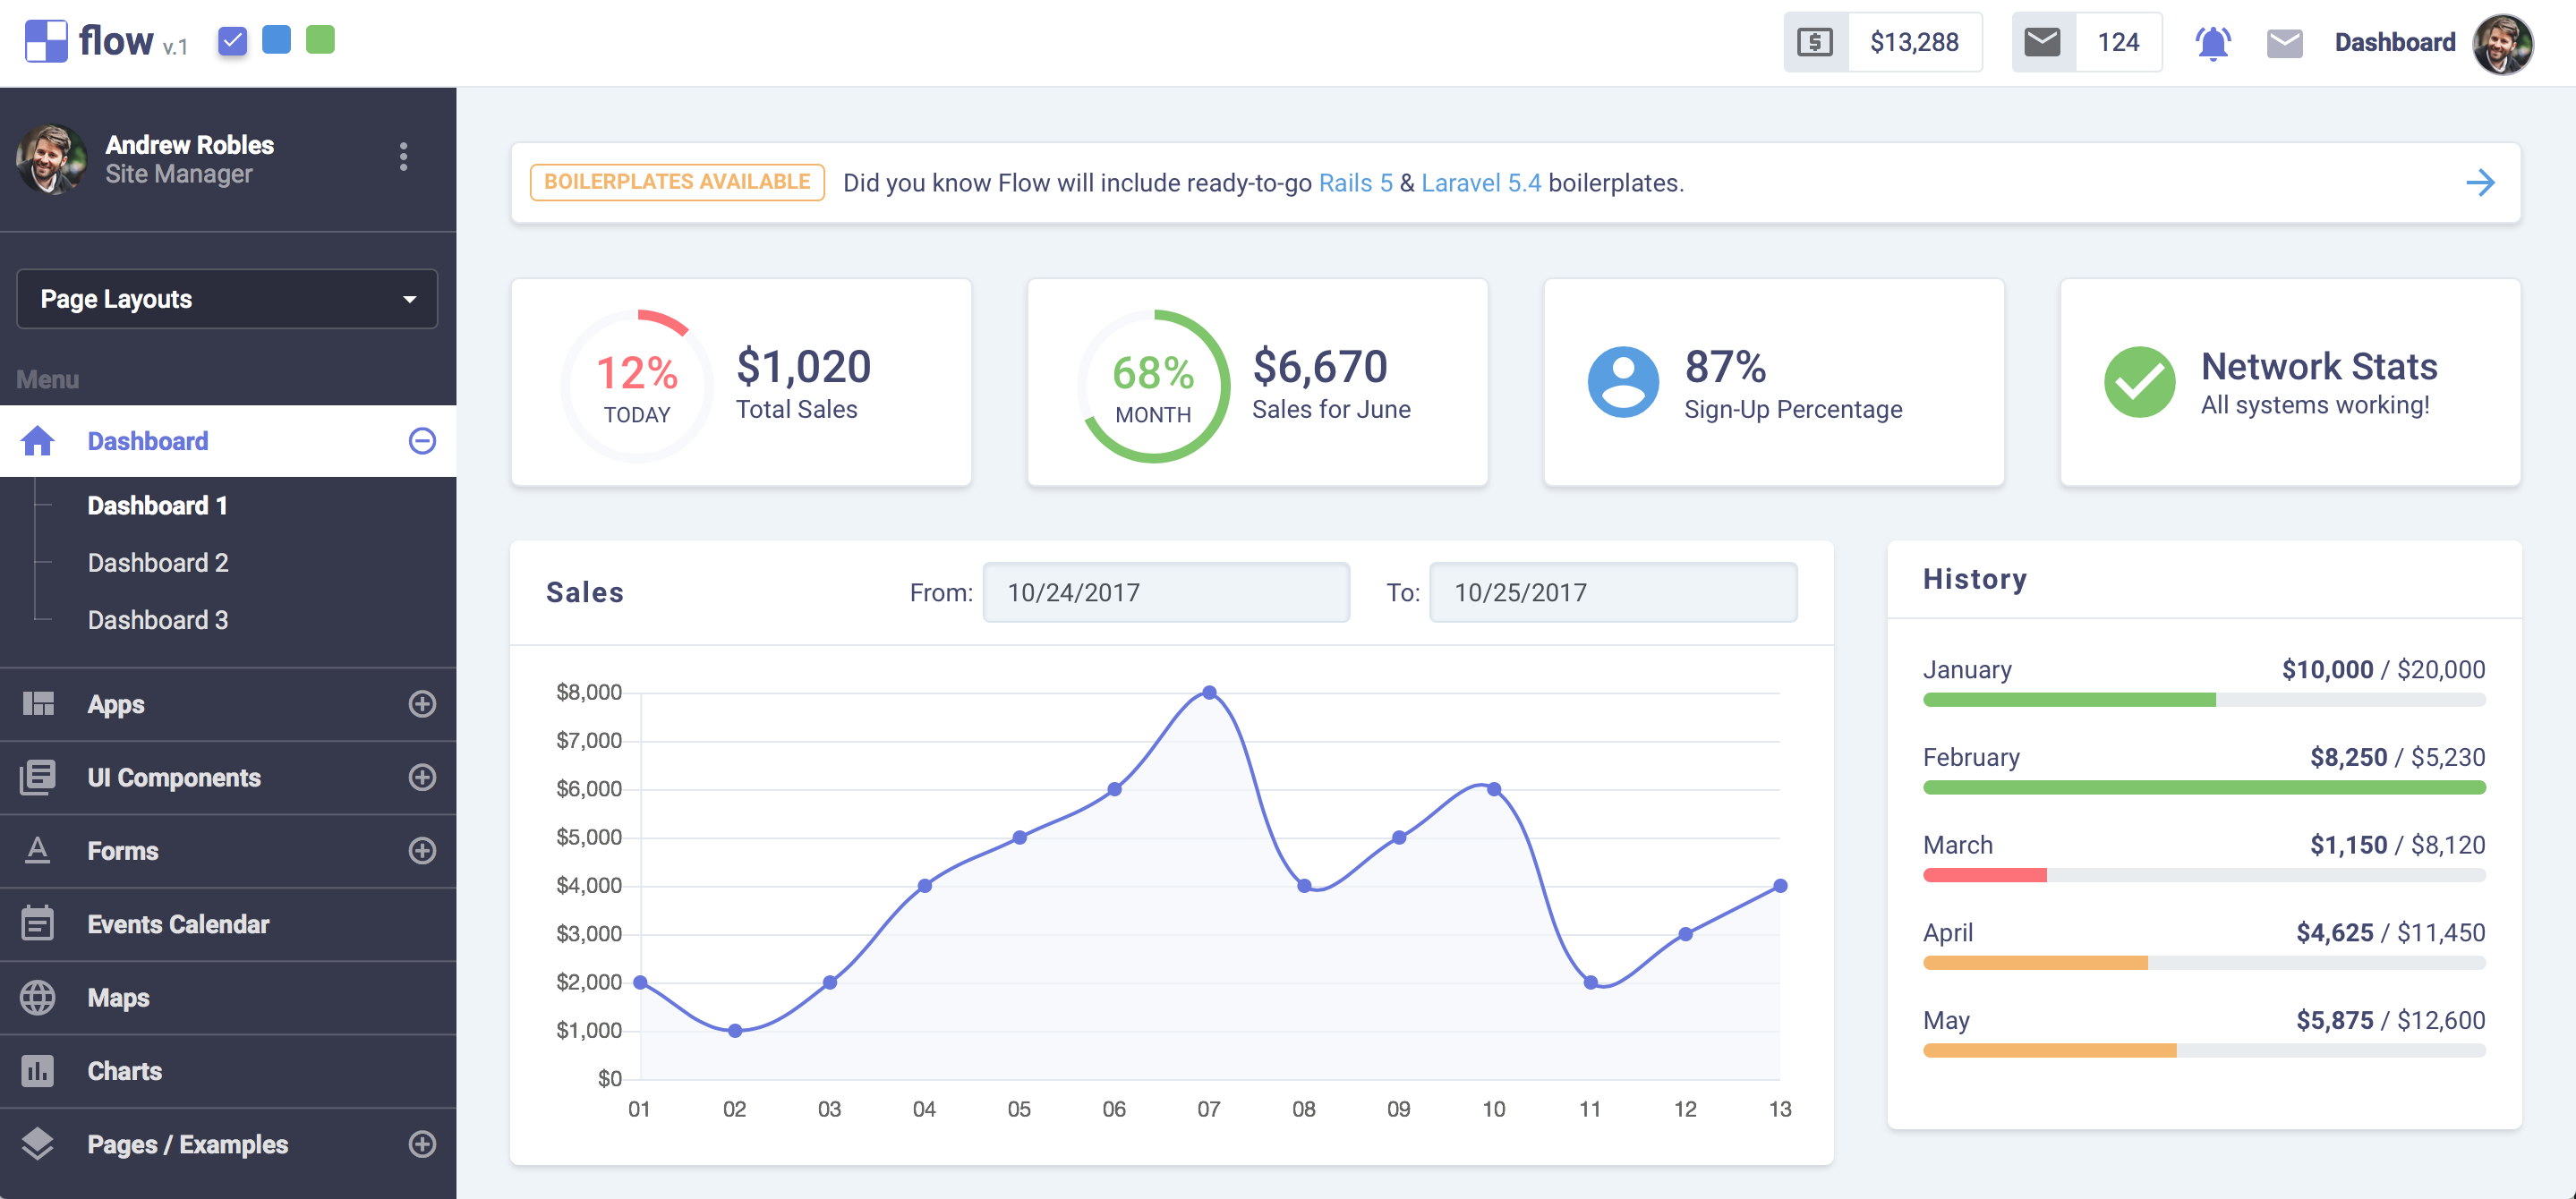 flow v.1
$13,288
124
Dashboard
Andrew Robles
Site Manager
Page Layouts
Menu
Dashboard
Dashboard 1
Dashboard 2
Dashboard 3
Apps
UI Components
Forms
Events Calendar
Maps
Charts
Pages / Examples
BOILERPLATES AVAILABLE Did you know Flow will include ready-to-go Rails 5 & Laravel 5.4 boilerplates.
12%
TODAY
$1,020
Total Sales
68%
MONTH
$6,670
Sales for June
87%
Sign-Up Percentage
Network Stats
All systems working!
Sales From: 10/24/2017 To: 10/25/2017
$8,000
$7,000
$6,000
$5,000
$4,000
$3,000
$2,000
$1,000
$0
01 02 03 04 05 06 07 08 09 10 11 12 13
History
January $10,000 / $20,000
February $8,250 / $5,230
March $1,150 / $8,120
April $4,625 / $11,450
May $5,875 / $12,600